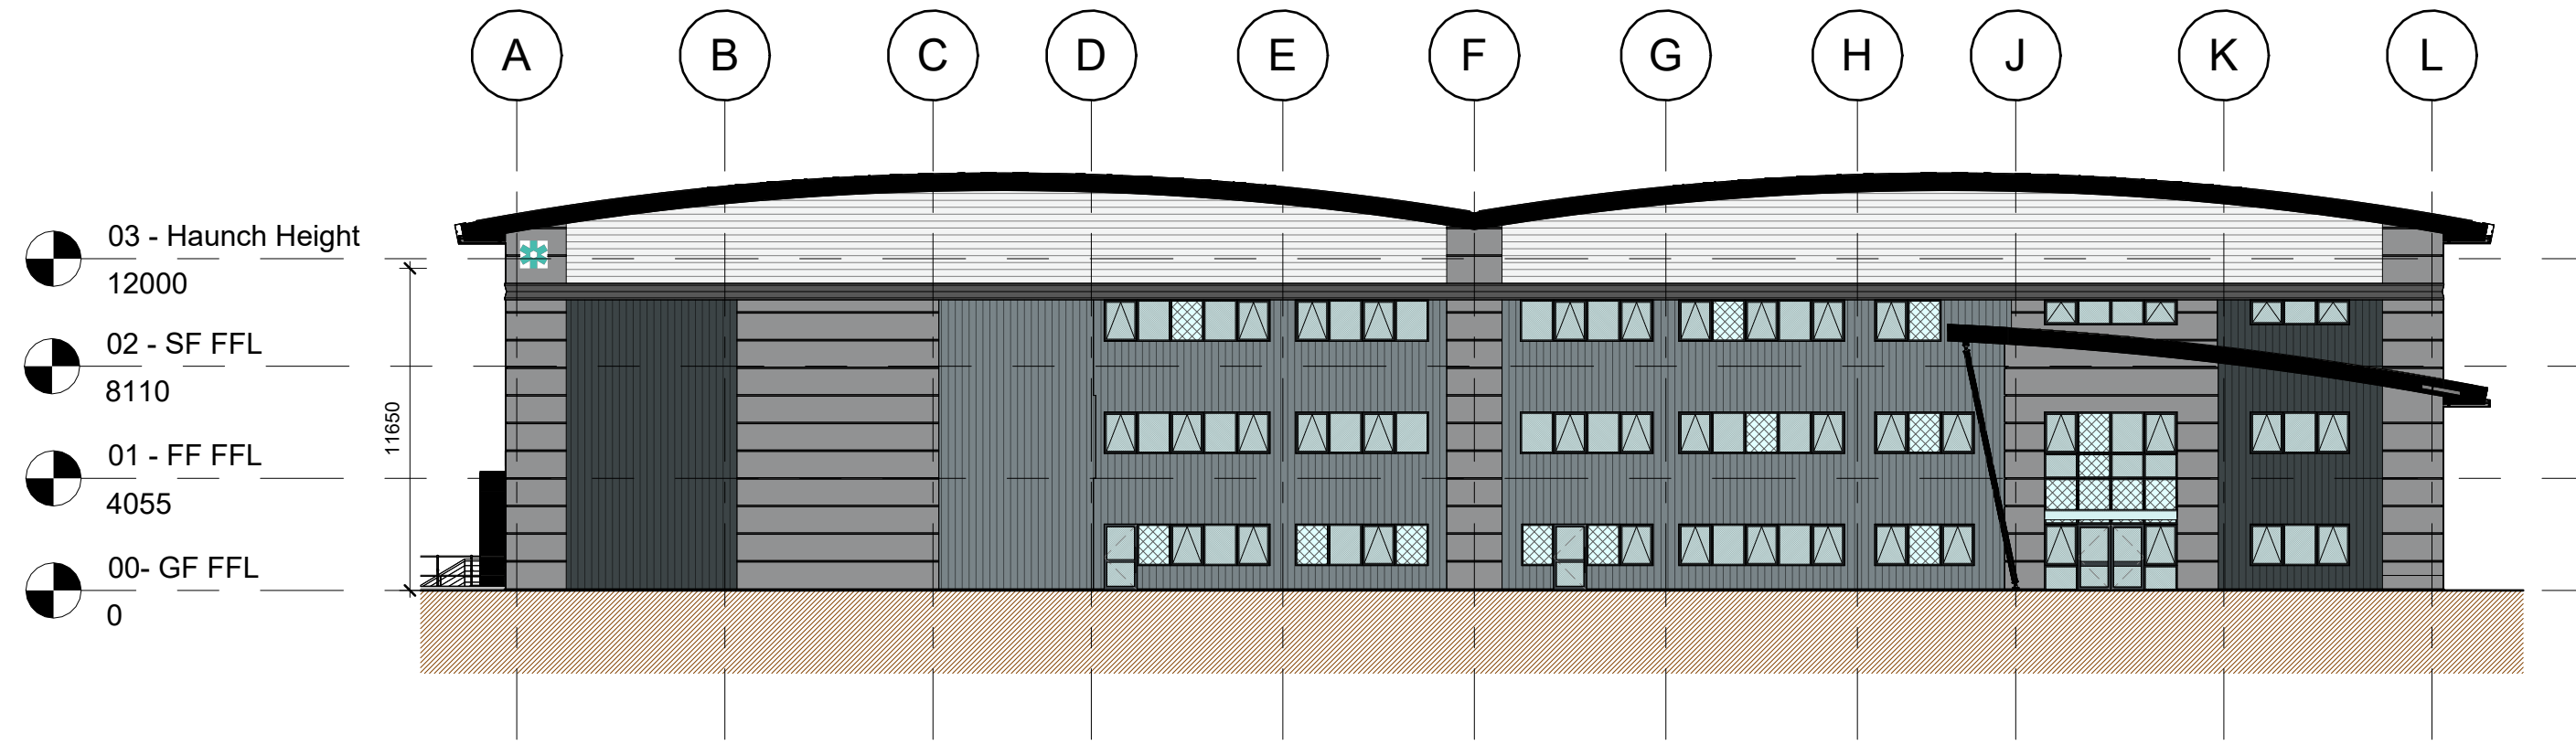 A B C D E F G H J K L
03 - Haunch Height
12000
02 - SF FFL
8110
11650
01 - FF FFL
4055
00- GF FFL
0